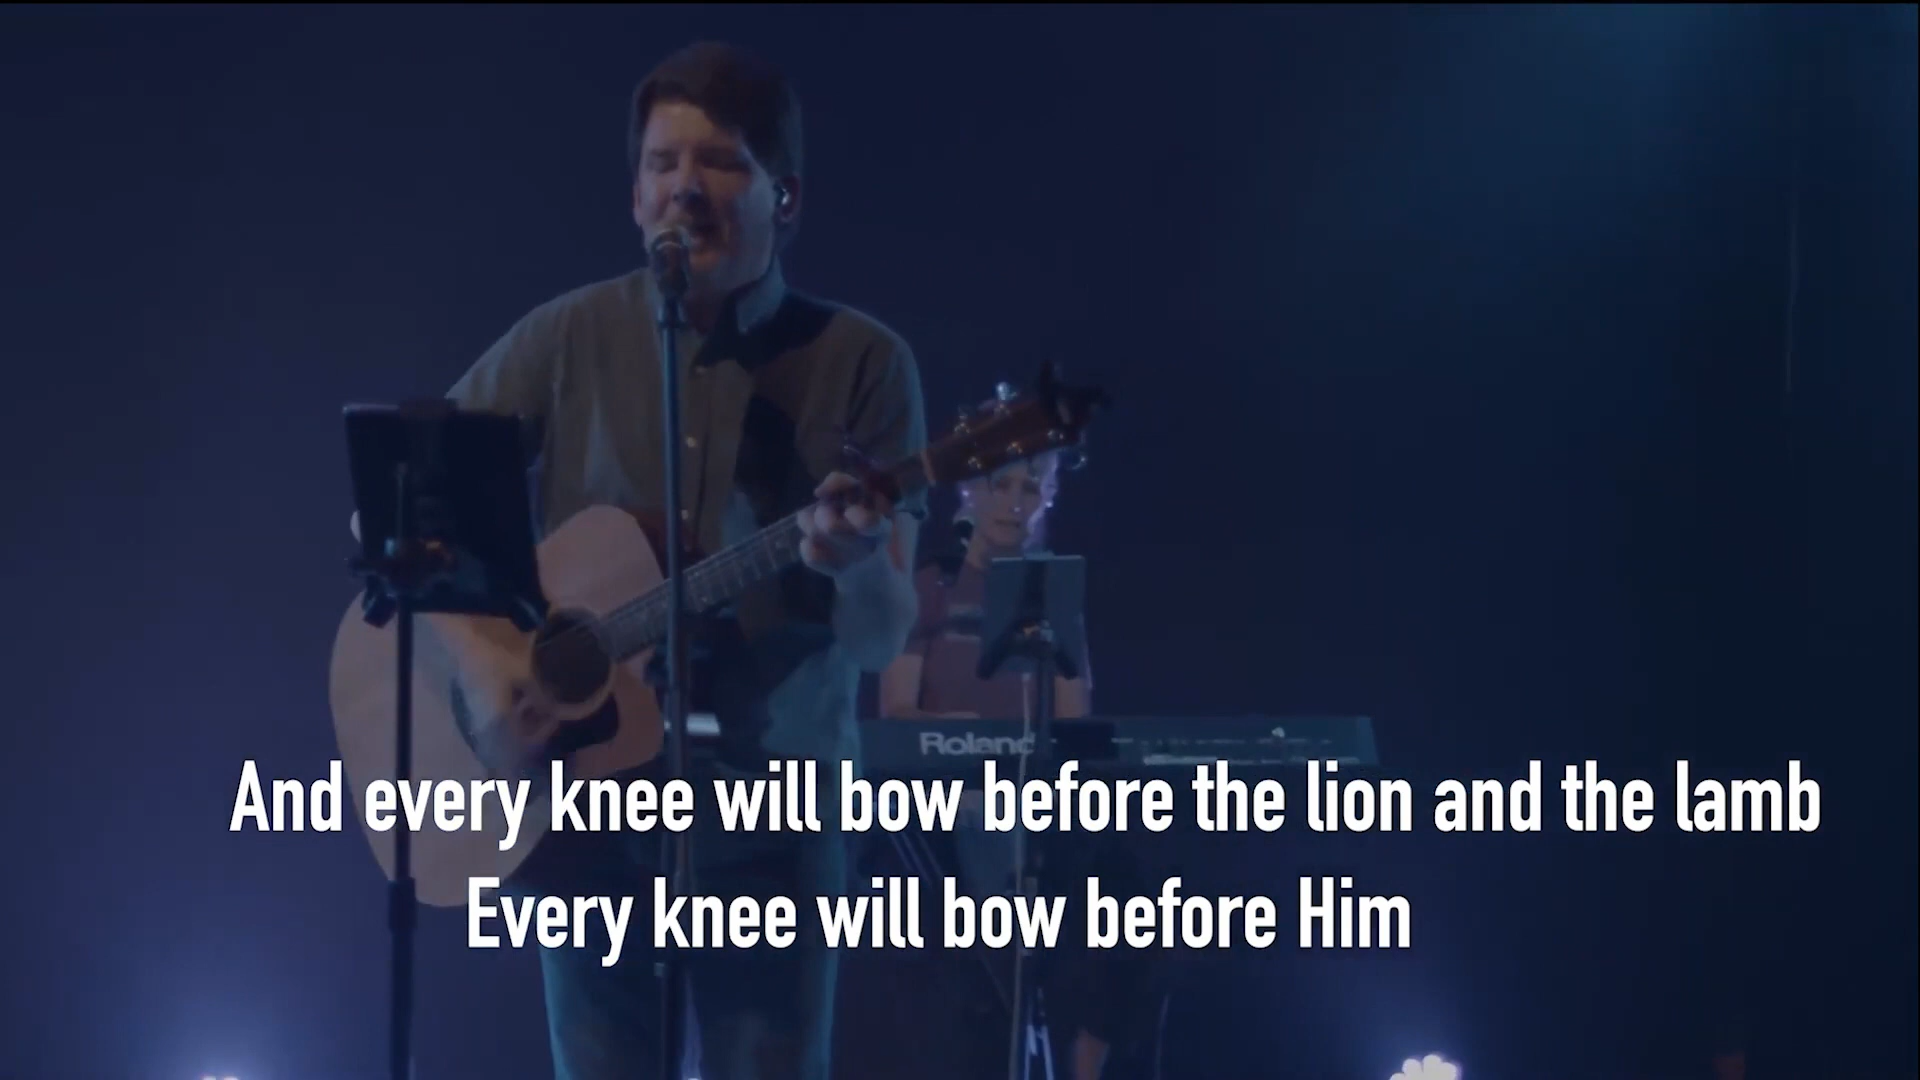 Roland
And every knee will bow before the lion and the lamb
Every knee will bow before Him